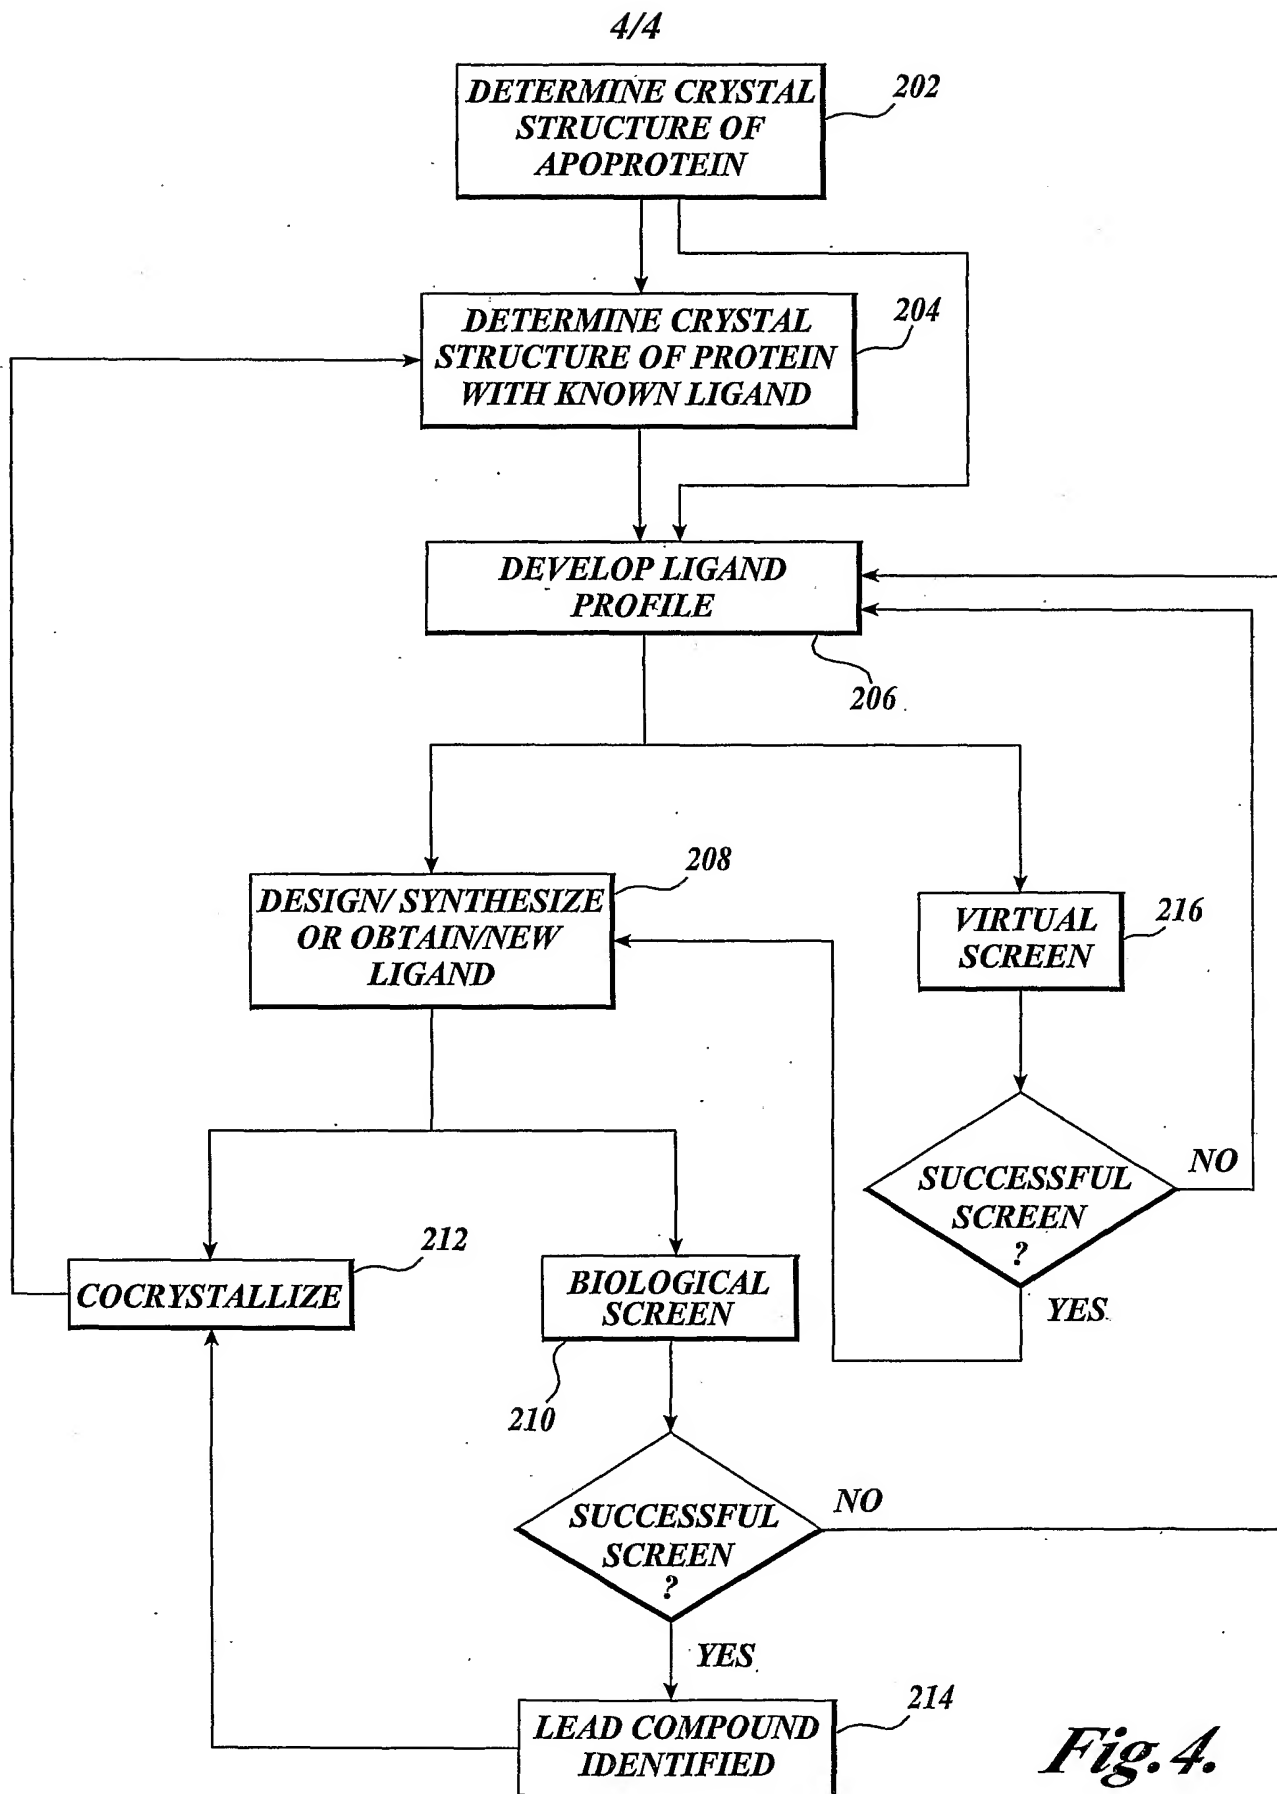 4/4
DETERMINE CRYSTAL
STRUCTURE OF
APOPROTEIN
202
DETERMINE CRYSTAL
STRUCTURE OF PROTEIN
WITH KNOWN LIGAND
204
DEVELOP LIGAND
PROFILE
206
DESIGN/ SYNTHESIZE
OR OBTAIN/NEW
LIGAND
208
VIRTUAL
SCREEN
216
SUCCESSFUL
SCREEN
?
NO
YES
COCRYSTALLIZE
212
BIOLOGICAL
SCREEN
210
SUCCESSFUL
SCREEN
?
NO
YES
LEAD COMPOUND
IDENTIFIED
214
Fig.4.